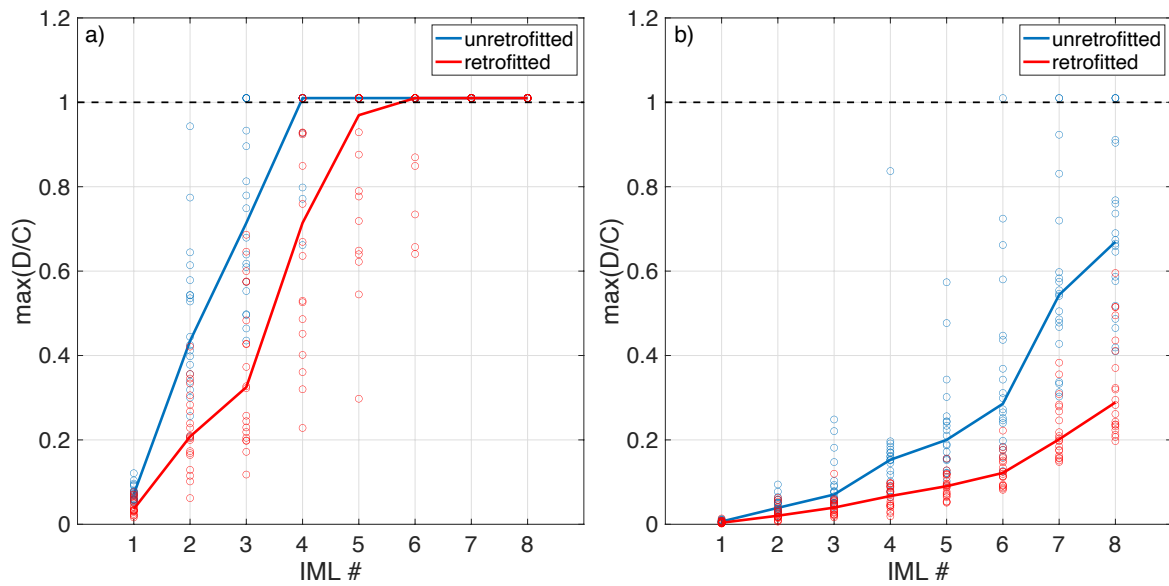 a)
unretrofitted
retrofitted
1.2
1
0.8
0.6
0.4
0.2
0
max(D/C)
1 2 3 4 5 6 7 8
IML #
b)
unretrofitted
retrofitted
1.2
1
0.8
0.6
0.4
0.2
0
max(D/C)
1 2 3 4 5 6 7 8
IML #